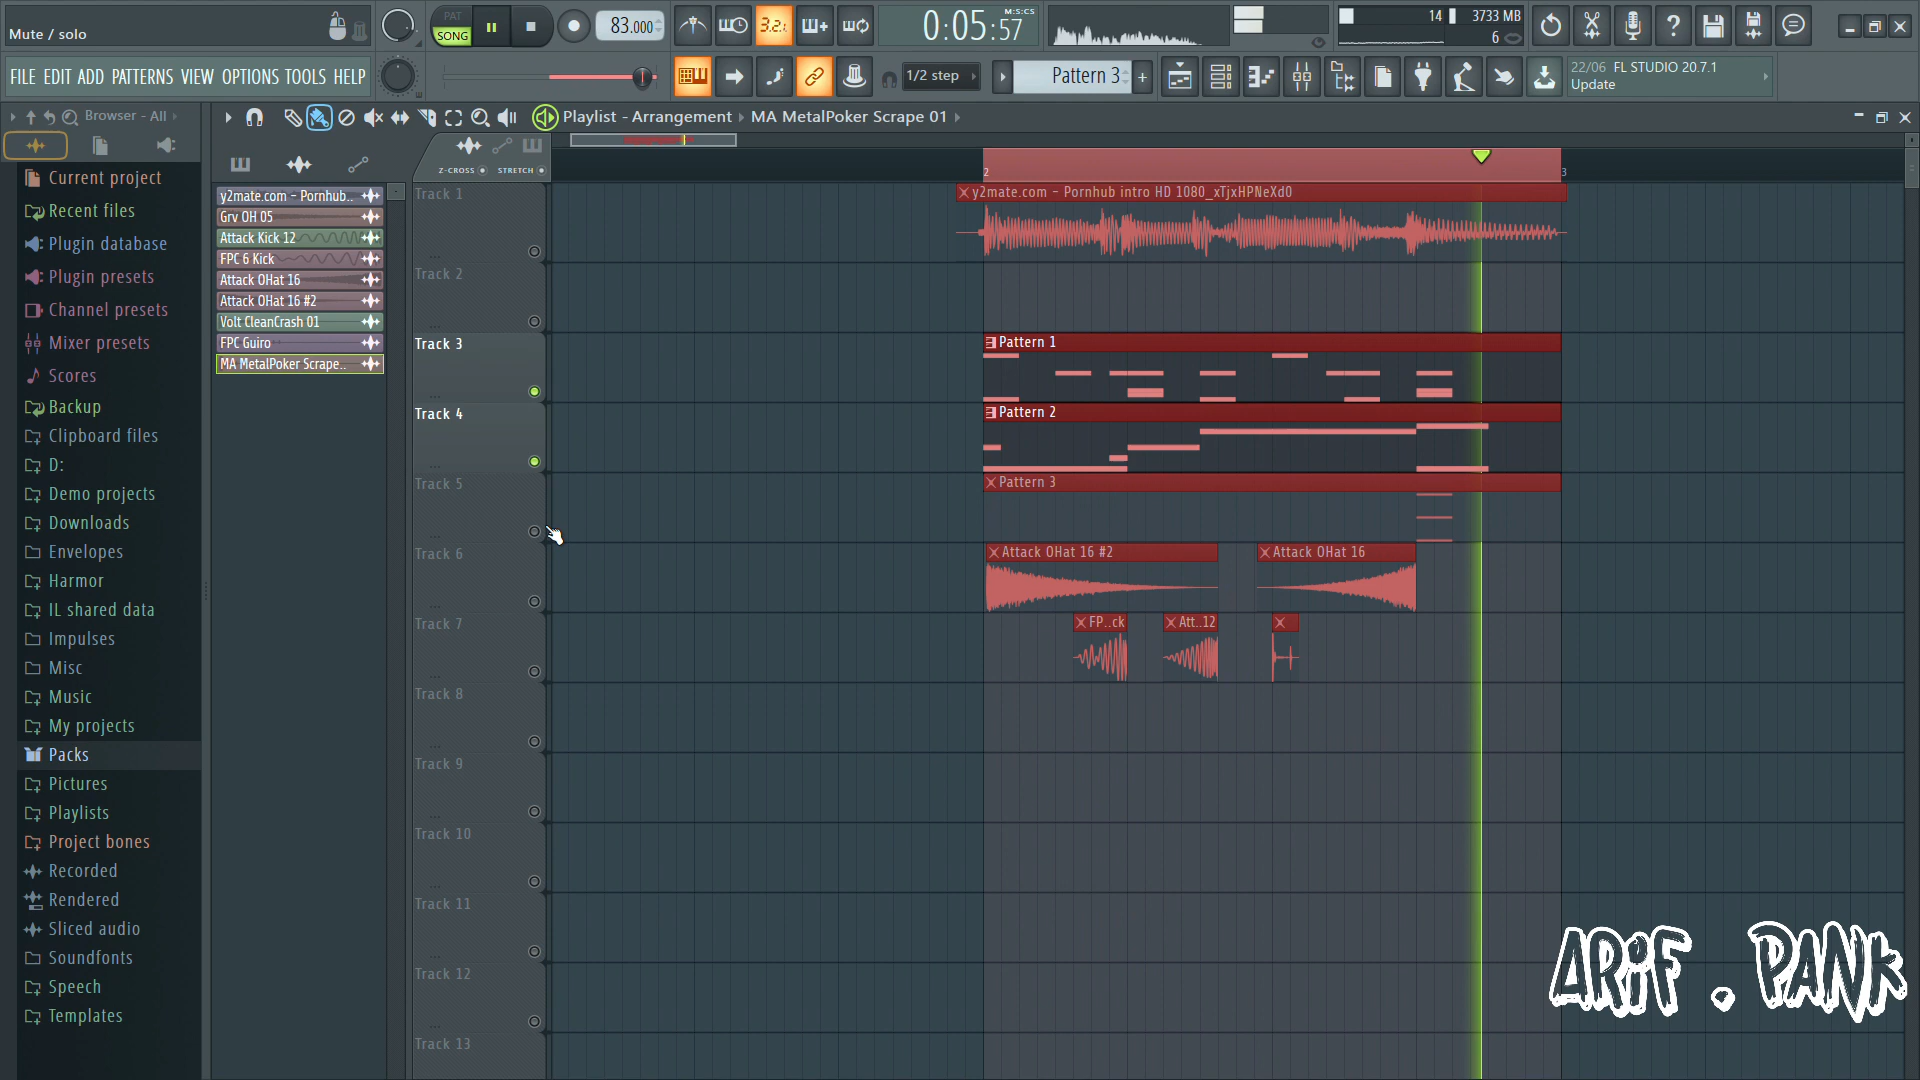 Mute / solo
PAT
SONG
83.000
3.2.1
0:05:57
M:S:CS
14
3733 MB
6
FILE EDIT ADD PATTERNS VIEW OPTIONS TOOLS HELP
1/2 step
Pattern 3
22/06 FL STUDIO 20.7.1
Update
Browser - All
Playlist - Arrangement
MA MetalPoker Scrape 01
Z-CROSS
STRETCH
2
3
Current project
Recent files
Plugin database
Plugin presets
Channel presets
Mixer presets
Scores
Backup
Clipboard files
D:
Demo projects
Downloads
Envelopes
Harmor
IL shared data
Impulses
Misc
Music
My projects
Packs
Pictures
Playlists
Project bones
Recorded
Rendered
Sliced audio
Soundfonts
Speech
Templates
y2mate.com - Pornhub..
Grv OH 05
Attack Kick 12
FPC 6 Kick
Attack OHat 16
Attack OHat 16 #2
Volt CleanCrash 01
FPC Guiro
MA MetalPoker Scrape..
Track 1
y2mate.com - Pornhub intro HD 1080_xTjxHPNeXd0
Track 2
Track 3
Pattern 1
Track 4
Pattern 2
Track 5
Pattern 3
Track 6
Attack OHat 16 #2
Attack OHat 16
Track 7
FP..ck
Att..12
Track 8
Track 9
Track 10
Track 11
Track 12
Track 13
ARiF . PANK